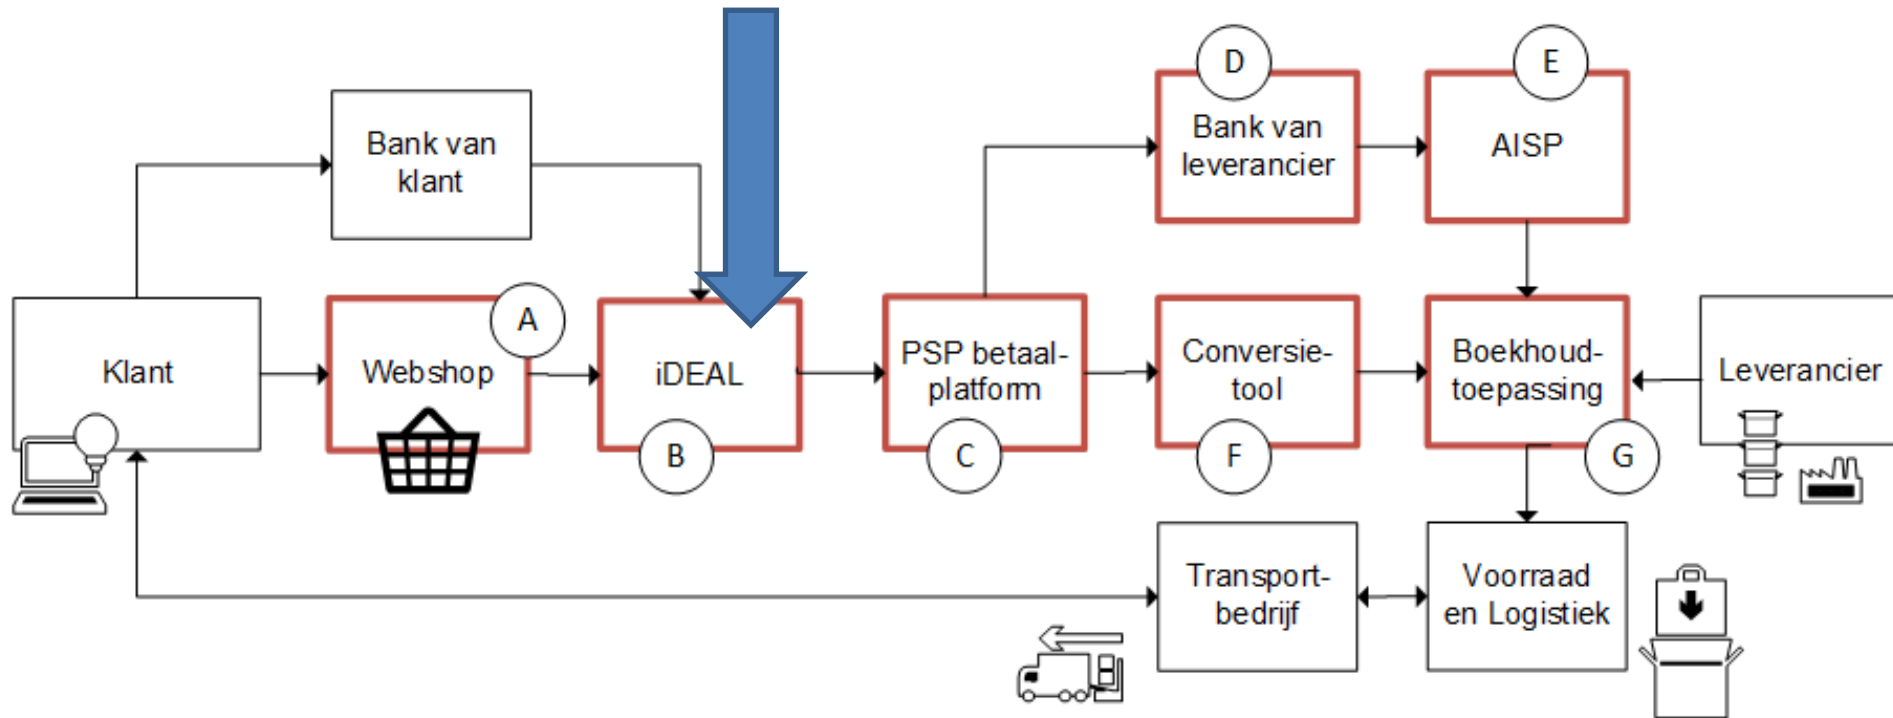 D
E
Bank van
klant
Bank van
leverancier
AISP
A
Klant
Webshop
iDEAL
PSP betaal-
platform
Conversie-
tool
Boekhoud-
toepassing
Leverancier
B
C
F
G
Transport-
bedrijf
Voorraad
en Logistiek